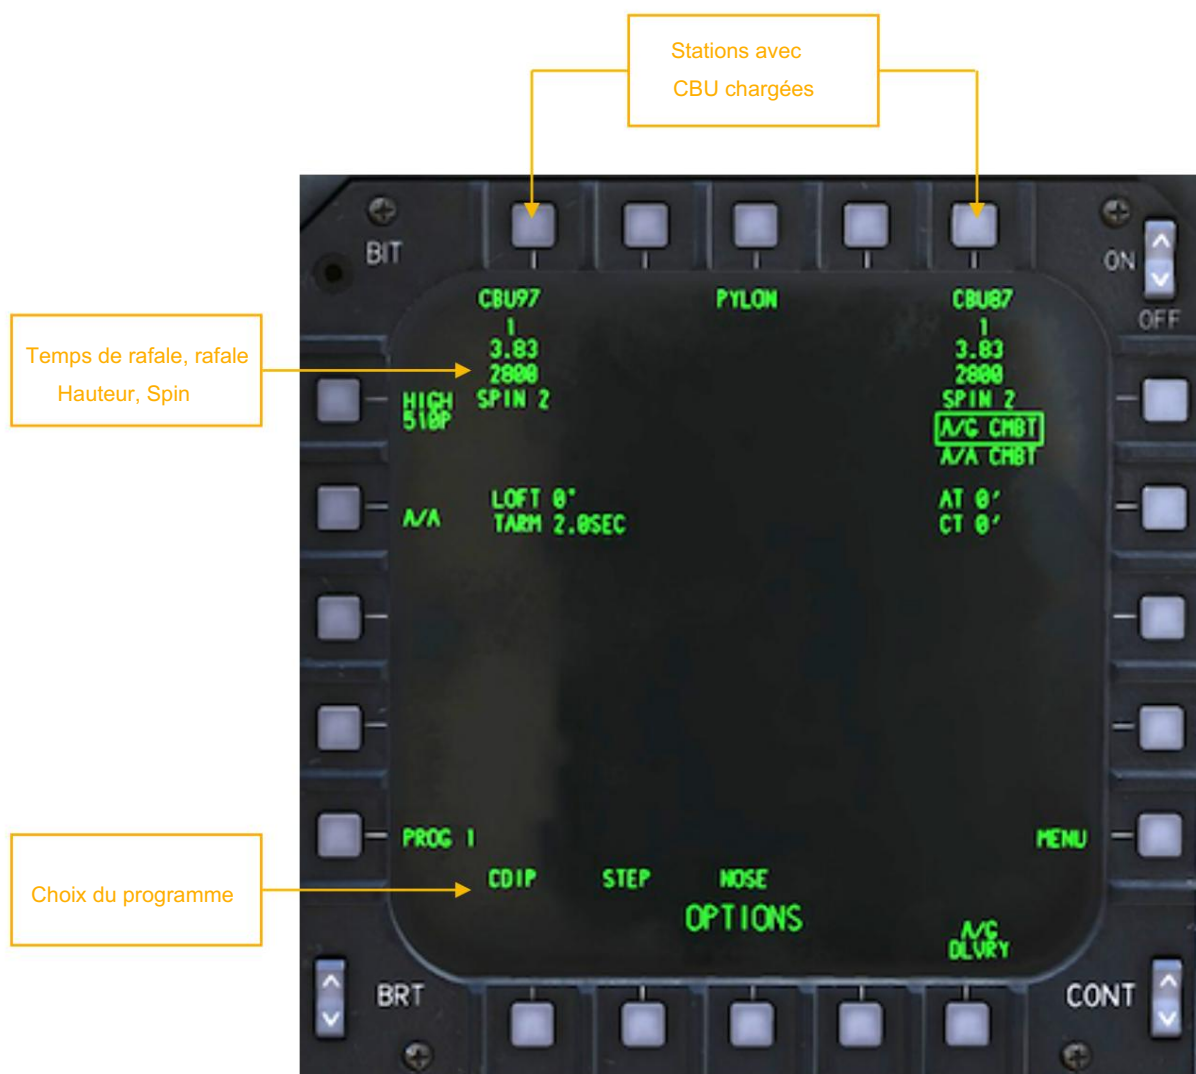 Stations avec
CBU chargées
BIT
ON
OFF
CBU97 PYLON CBU87
1 1
3.83 3.83
2800 2800
Temps de rafale, rafale
Hauteur, Spin
HIGH SPIN 2 SPIN 2
510P A/G CMBT
A/A CMBT
LOFT 0° AT 0'
A/A TARM 2.0SEC CT 0'
PROG 1 MENU
CDIP STEP NOSE
Choix du programme
OPTIONS
A/G
DLVRY
BRT CONT